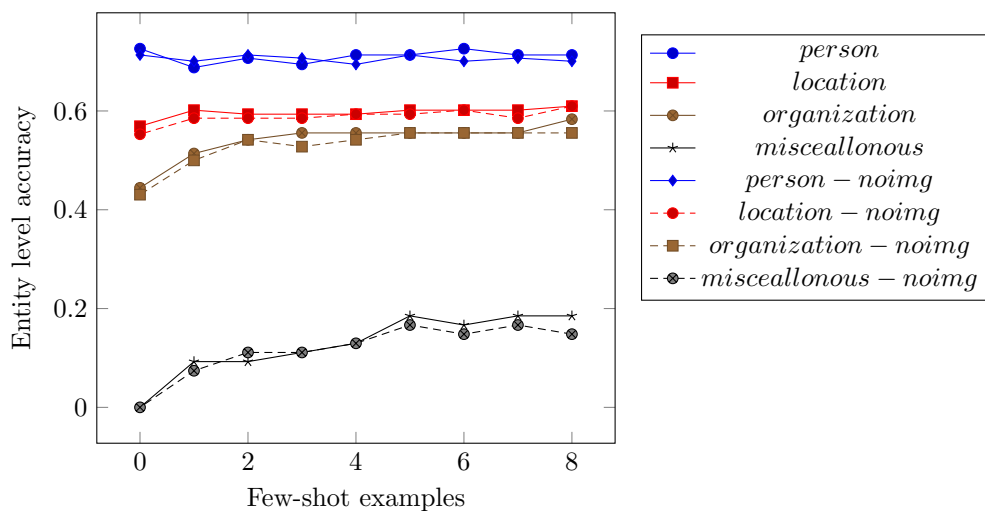 Entity level accuracy
0.6
0.4
0.2
0
0 2 4 6 8
Few-shot examples
person
location
organization
misceallonous
person − noimg
location − noimg
organization − noimg
misceallonous − noimg